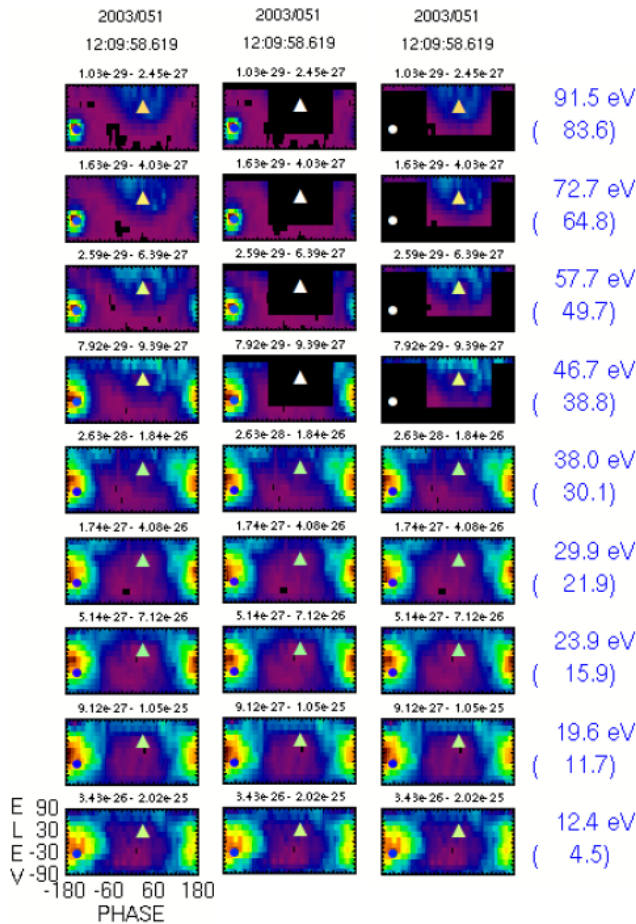 2003/051 2003/051 2003/051
12:09:58.619 12:09:58.619 12:09:58.619
1.03e-29 - 2.45e-27 1.03e-29 - 2.45e-27 1.03e-29 - 2.45e-27
91.5 eV
( 83.6)
1.63e-29 - 4.03e-27 1.63e-29 - 4.03e-27 1.63e-29 - 4.03e-27
72.7 eV
( 64.8)
2.59e-29 - 6.39e-27 2.59e-29 - 6.39e-27 2.59e-29 - 6.39e-27
57.7 eV
( 49.7)
7.92e-29 - 9.39e-27 7.92e-29 - 9.39e-27 7.92e-29 - 9.39e-27
46.7 eV
( 38.8)
2.63e-28 - 1.84e-26 2.63e-28 - 1.84e-26 2.63e-28 - 1.84e-26
38.0 eV
( 30.1)
1.74e-27 - 4.08e-26 1.74e-27 - 4.08e-26 1.74e-27 - 4.08e-26
29.9 eV
( 21.9)
5.14e-27 - 7.12e-26 5.14e-27 - 7.12e-26 5.14e-27 - 7.12e-26
23.9 eV
( 15.9)
9.12e-27 - 1.05e-25 9.12e-27 - 1.05e-25 9.12e-27 - 1.05e-25
19.6 eV
( 11.7)
3.43e-26 - 2.02e-25 3.43e-26 - 2.02e-25 3.43e-26 - 2.02e-25
12.4 eV
( 4.5)
ELEV
90
30
-30
-90
-180 -60 60 180
PHASE